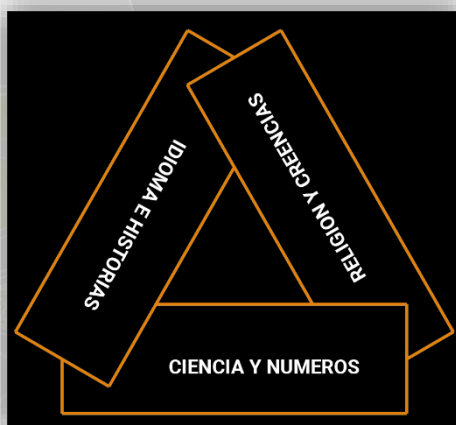 IDIOMA E HISTORIAS
RELIGION Y CREENCIAS
CIENCIA Y NUMEROS